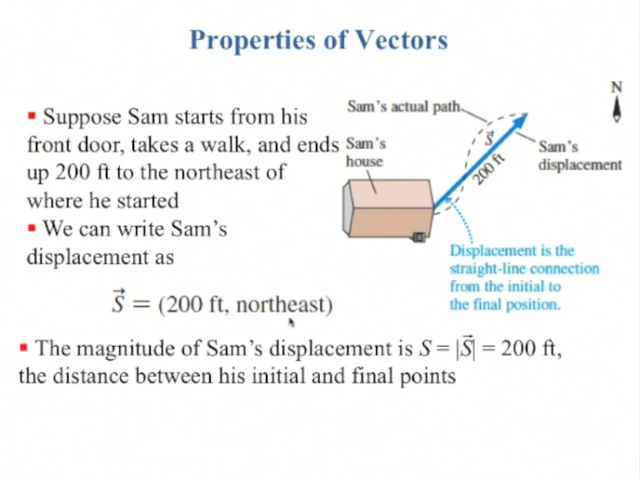 Properties of Vectors
▪ Suppose Sam starts from his
front door, takes a walk, and ends
up 200 ft to the northeast of
where he started
▪ We can write Sam's
displacement as
S⃗ = (200 ft, northeast)
Sam's actual path
N
Sam's
house
S⃗
200 ft
Sam's
displacement
Displacement is the
straight-line connection
from the initial to
the final position.
▪ The magnitude of Sam's displacement is S = |S⃗| = 200 ft,
the distance between his initial and final points